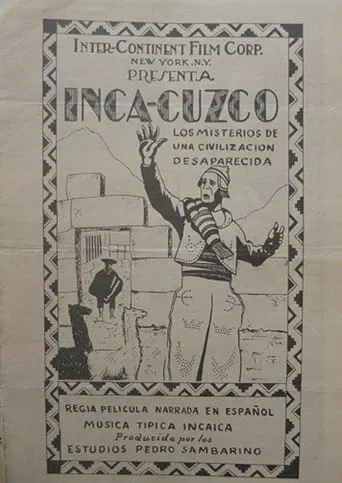 INTER-CONTINENT FILM CORP.
NEW YORK, N.Y.
PRESENTA
INCA-CUZCO
LOS MISTERIOS DE
UNA CIVILIZACION
DESAPARECIDA
REGIA PELICULA NARRADA EN ESPAÑOL
MUSICA TIPICA INCAICA
Producida por los
ESTUDIOS PEDRO SAMBARINO